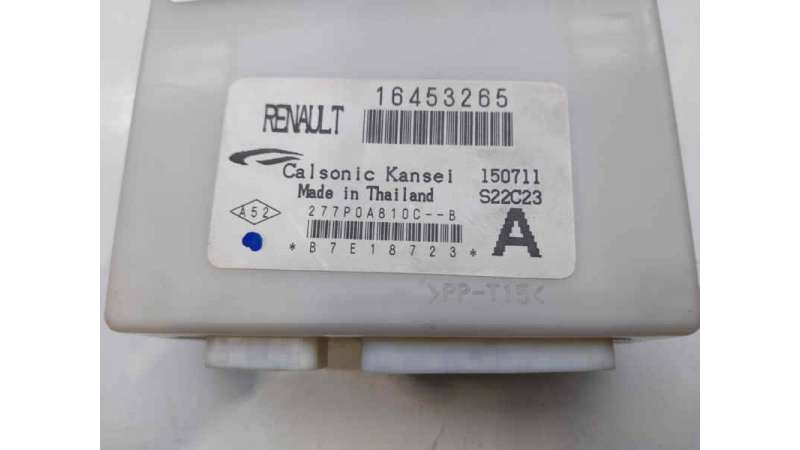 RENAULT 16453265
Calsonic Kansei 150711
Made in Thailand S22C23
A52 277P0A810C--B
*B7E18723* A
>PP-T15<